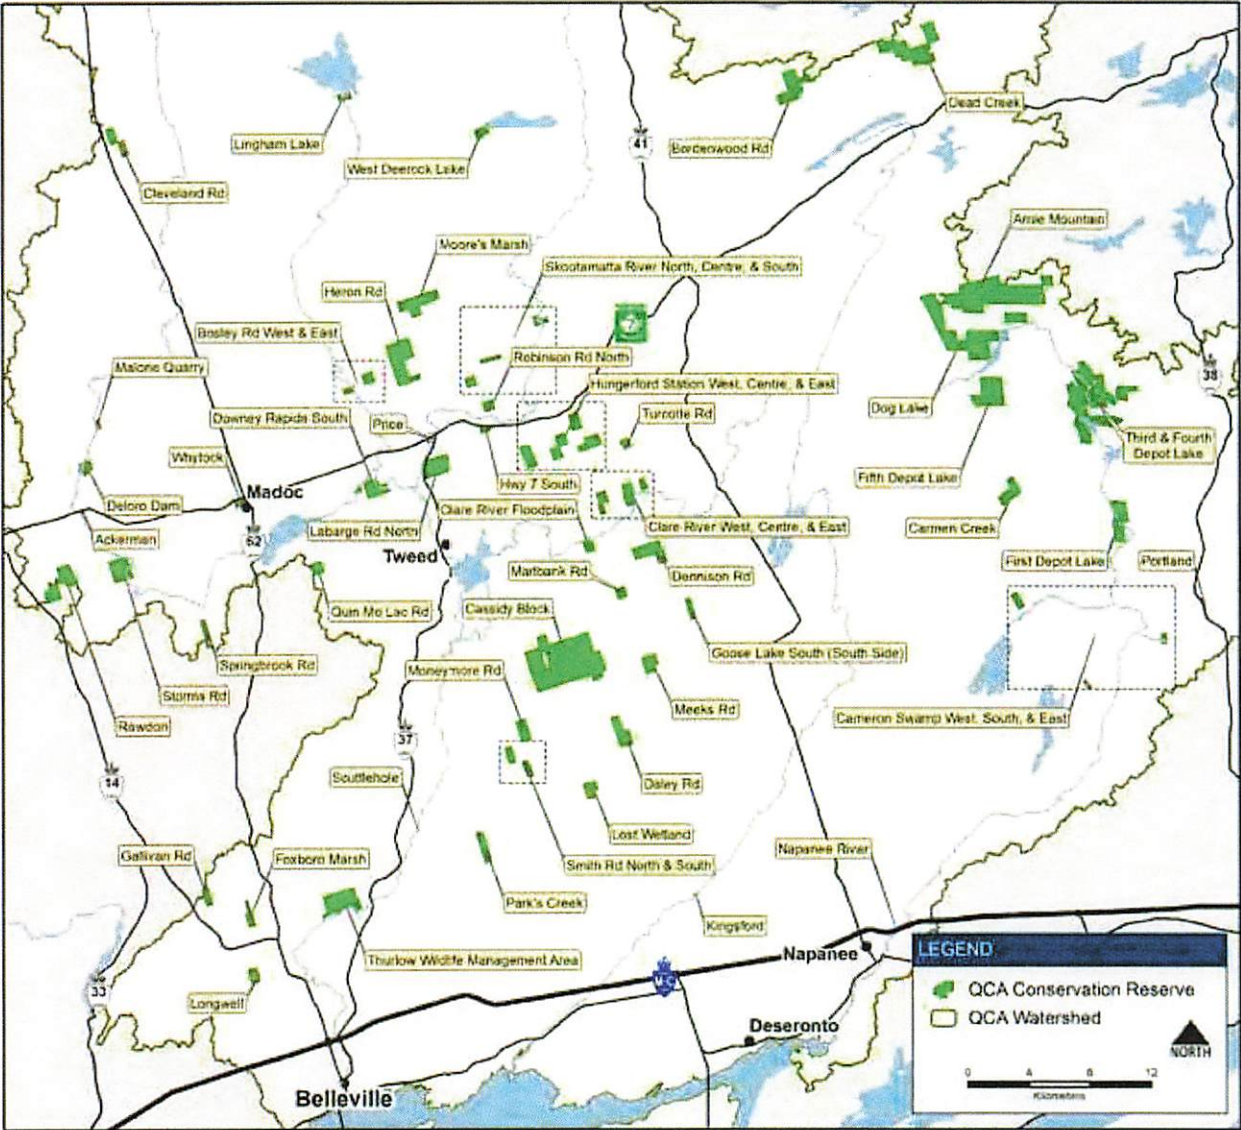 Dead Creek
Lingham Lake
41
Bordenwood Rd
West Deerock Lake
Cleveland Rd
Arnie Mountain
Moore's Marsh
Skootamatta River North, Centre, & South
Heron Rd
7
Bosley Rd West & East
Robinson Rd North
Malone Quarry
Hungerford Station West, Centre, & East
38
Dog Lake
Downey Rapids South
Price
Turcotte Rd
Third & Fourth
Depot Lake
Whytock
Fifth Depot Lake
Hwy 7 South
Madoc
Deloro Dam
Clare River Floodplain
Clare River West, Centre, & East
Carmen Creek
Labarge Rd North
Ackerman
62
Tweed
First Depot Lake
Portland
Marlbank Rd
Dennison Rd
Quin Mo Lac Rd
Cassidy Block
Goose Lake South (South Side)
Springbrook Rd
Moneymore Rd
Stoma Rd
Meeks Rd
Cameron Swamp West, South, & East
Rawdon
37
14
Scuttlehole
Daley Rd
Lost Wetland
Gallivan Rd
Foxboro Marsh
Napanee River
Smith Rd North & South
Park's Creek
Kingsford
Thurlow Wildlife Management Area
Napanee
LEGEND
33
Longwell
M-C
QCA Conservation Reserve
QCA Watershed
Deseronto
NORTH
0 4 8 12
Kilometers
Belleville